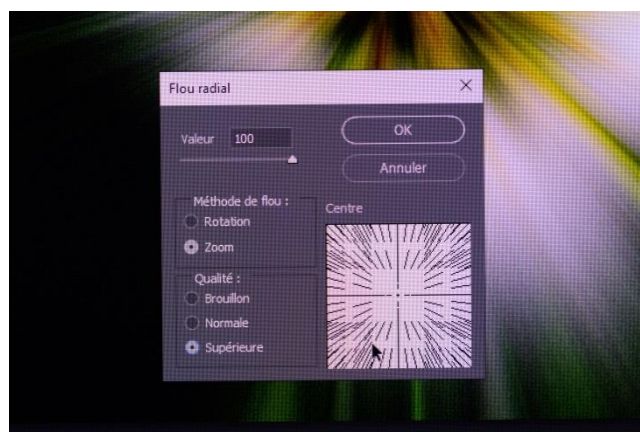 Flou radial
Valeur 100
OK
Annuler
Méthode de flou :
Rotation
Zoom
Centre
Qualité :
Brouillon
Normale
Supérieure